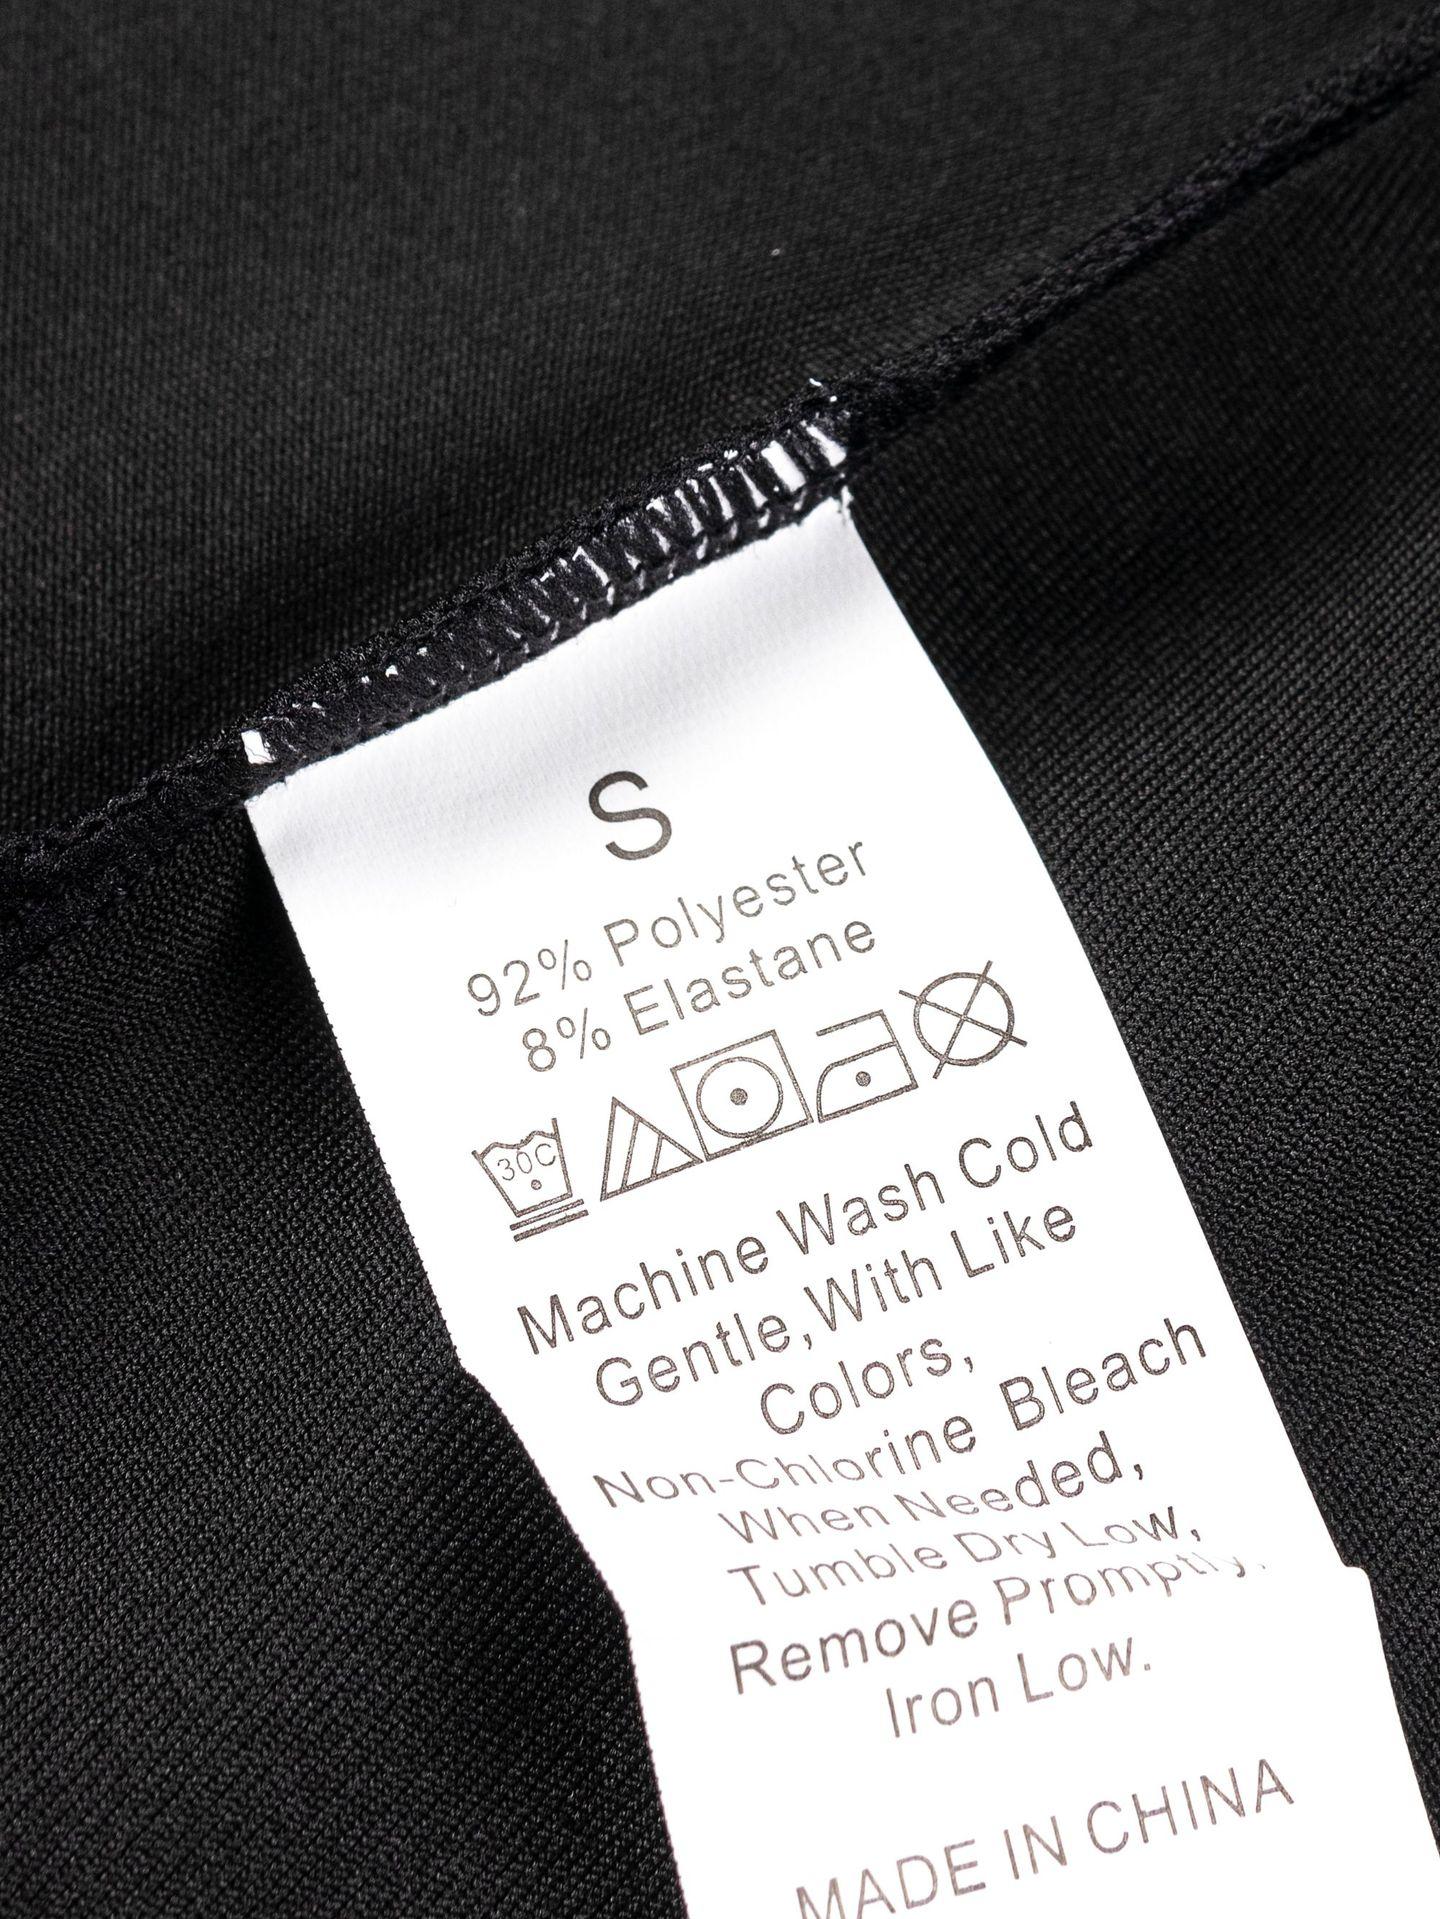 S
92% Polyester
8% Elastane
30C
Machine Wash Cold
Gentle,With Like
Colors,
Non-Chlorine Bleach
When Needed,
Tumble Dry Low,
Remove Promptly,
Iron Low.
MADE IN CHINA